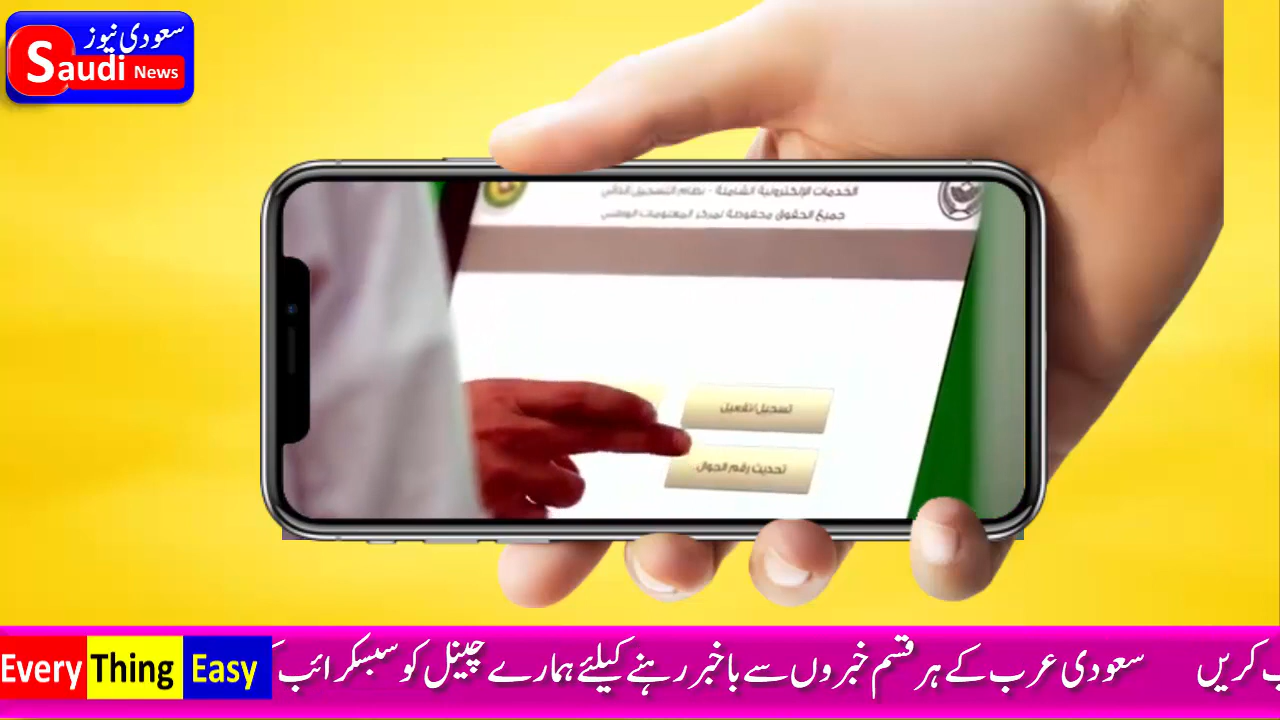 سعودی نیوز
Saudi News
الخدمات الإلكترونية الشاملة - نظام التسجيل الذاتي
جميع الحقوق محفوظة لمركز المعلومات الوطني
تسجيل/تفعيل
تحديث رقم الجوال
Every Thing Easy
سعودی عرب کے ہر قسم خبروں سے باخبر رہنے کیلئے ہمارے چینل کو سبسکرائب ک
ب کریں